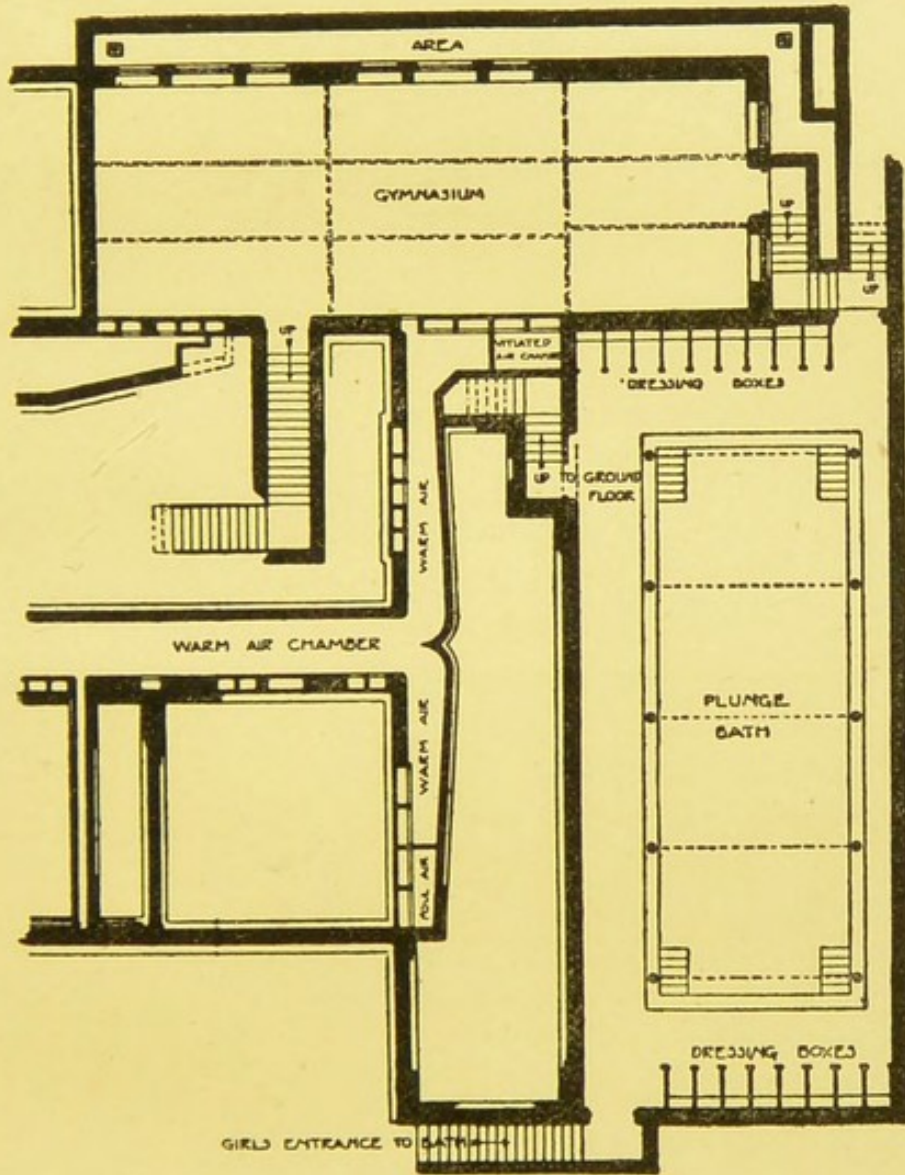 AREA
GYMNASIUM
UP
UP
UP
VITIATED
AIR CHAMBER
DRESSING BOXES
UP TO GROUND
FLOOR
WARM AIR
WARM AIR CHAMBER
PLUNGE
BATH
WARM AIR
FOUL AIR
DRESSING BOXES
GIRLS ENTRANCE TO BATH